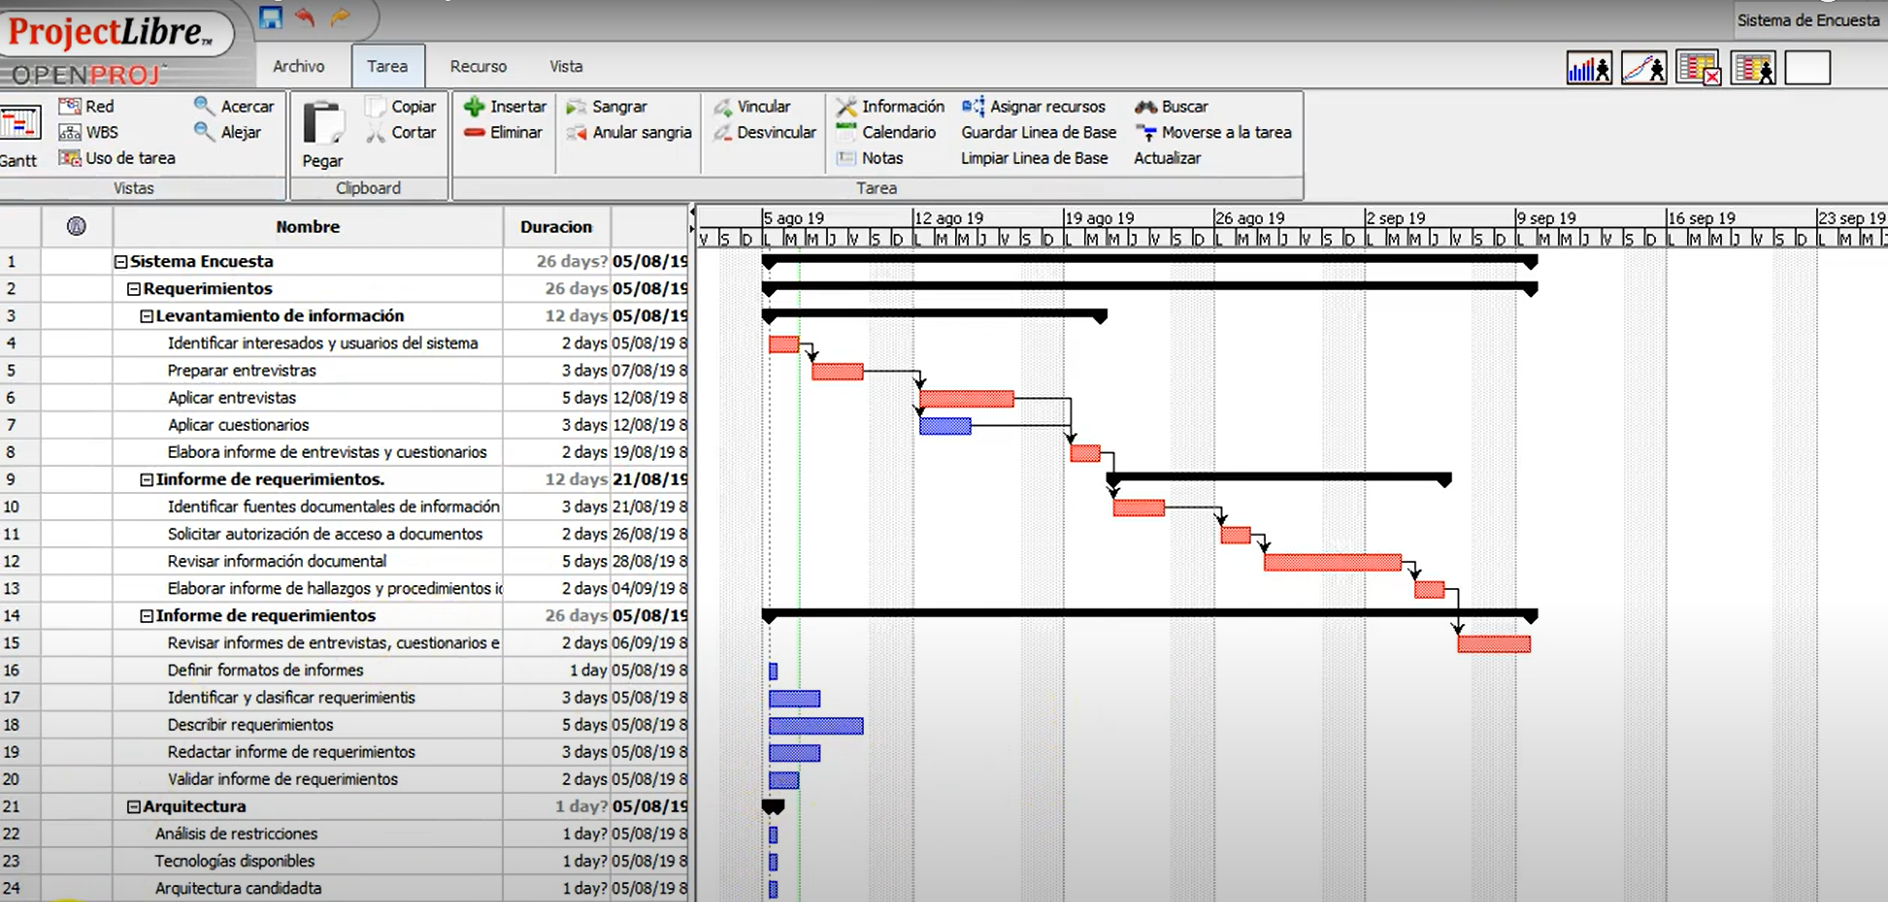 Sistema de Encuesta
ProjectLibre™
OPENPROJ
Archivo Tarea Recurso Vista
Gantt
Red
WBS
Uso de tarea
Acercar
Alejar
Vistas
Pegar
Copiar
Cortar
Clipboard
Insertar
Eliminar
Sangrar
Anular sangria
Vincular
Desvincular
Información
Calendario
Notas
Asignar recursos
Guardar Linea de Base
Limpiar Linea de Base
Buscar
Moverse a la tarea
Actualizar
Tarea
Nombre Duracion
5 ago 19 12 ago 19 19 ago 19 26 ago 19 2 sep 19 9 sep 19 16 sep 19 23 sep 19
V S D L M M J V S D L M M J V S D L M M J V S D L M M J V S D L M M J V S D L M M J V S D L M M J V S D L M M
1 Sistema Encuesta 26 days? 05/08/19
2 Requerimientos 26 days 05/08/19
3 Levantamiento de información 12 days 05/08/19
4 Identificar interesados y usuarios del sistema 2 days 05/08/19 8
5 Preparar entrevistras 3 days 07/08/19 8
6 Aplicar entrevistas 5 days 12/08/19 8
7 Aplicar cuestionarios 3 days 12/08/19 8
8 Elabora informe de entrevistas y cuestionarios 2 days 19/08/19 8
9 Iinforme de requerimientos. 12 days 21/08/19
10 Identificar fuentes documentales de información 3 days 21/08/19 8
11 Solicitar autorización de acceso a documentos 2 days 26/08/19 8
12 Revisar información documental 5 days 28/08/19 8
13 Elaborar informe de hallazgos y procedimientos 2 days 04/09/19 8
14 Informe de requerimientos 26 days 05/08/19
15 Revisar informes de entrevistas, cuestionarios e 2 days 06/09/19 8
16 Definir formatos de informes 1 day 05/08/19 8
17 Identificar y clasificar requerimientis 3 days 05/08/19 8
18 Describir requerimientos 5 days 05/08/19 8
19 Redactar informe de requerimientos 3 days 05/08/19 8
20 Validar informe de requerimientos 2 days 05/08/19 8
21 Arquitectura 1 day? 05/08/19
22 Análisis de restricciones 1 day? 05/08/19 8
23 Tecnologías disponibles 1 day? 05/08/19 8
24 Arquitectura candidadta 1 day? 05/08/19 8